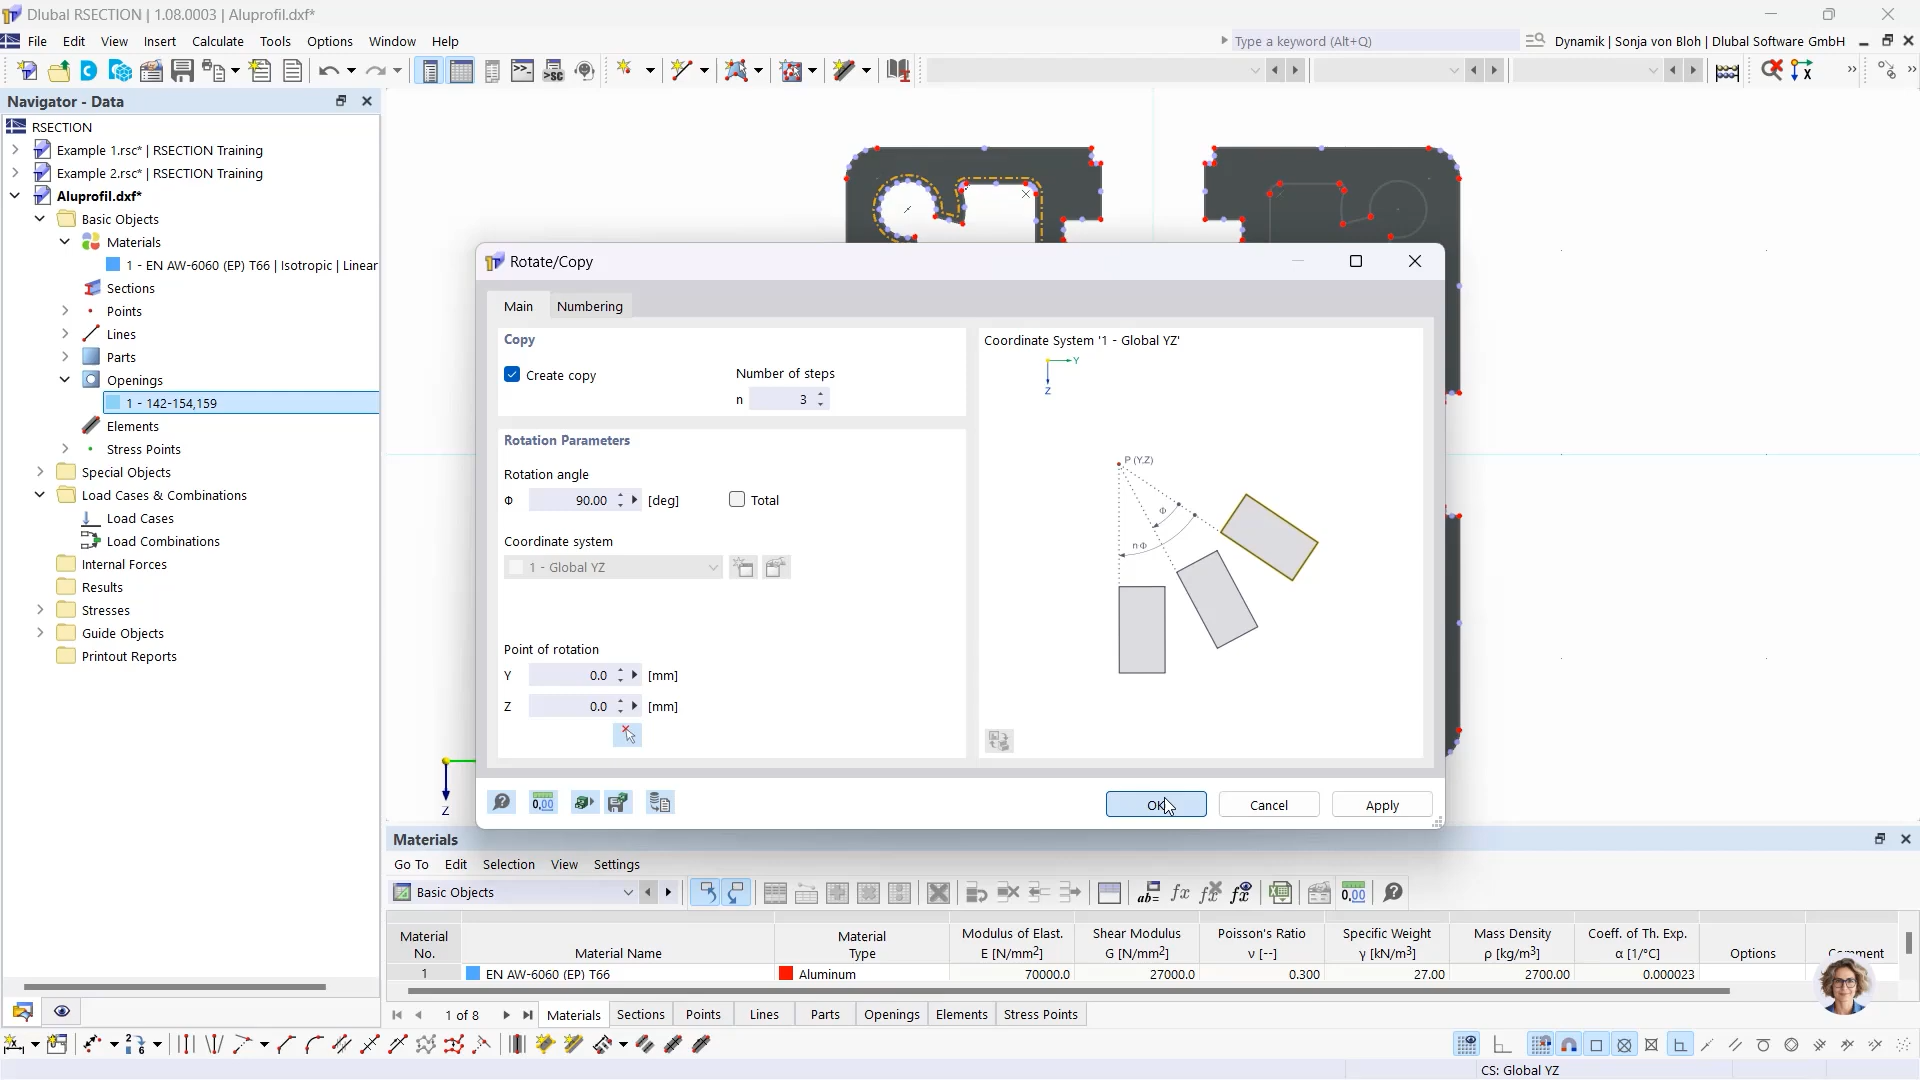 Dlubal RSECTION | 1.08.0003 | Aluprofil.dxf*
File Edit View Insert Calculate Tools Options Window Help
Type a keyword (Alt+Q)
Dynamik | Sonja von Bloh | Dlubal Software GmbH
Navigator - Data
RSECTION
Example 1.rsc* | RSECTION Training
Example 2.rsc* | RSECTION Training
Aluprofil.dxf*
Basic Objects
Materials
1 - EN AW-6060 (EP) T66 | Isotropic | Linear
Sections
Points
Lines
Parts
Openings
1 - 142-154,159
Elements
Stress Points
Special Objects
Load Cases & Combinations
Load Cases
Load Combinations
Internal Forces
Results
Stresses
Guide Objects
Printout Reports
Rotate/Copy
Main Numbering
Copy
Create copy
Number of steps
n 3
Rotation Parameters
Rotation angle
Φ 90.00 [deg] Total
Coordinate system
1 - Global YZ
Point of rotation
Y 0.0 [mm]
Z 0.0 [mm]
Coordinate System '1 - Global YZ'
Y
Z
P (Y,Z)
Φ
n·Φ
OK Cancel Apply
Z
Materials
Go To Edit Selection View Settings
Basic Objects
Material No.
Material Name
Material Type
Modulus of Elast. E [N/mm2]
Shear Modulus G [N/mm2]
Poisson's Ratio ν [--]
Specific Weight γ [kN/m3]
Mass Density ρ [kg/m3]
Coeff. of Th. Exp. α [1/°C]
Options
Comment
1 EN AW-6060 (EP) T66 Aluminum 70000.0 27000.0 0.300 27.00 2700.00 0.000023
1 of 8 Materials Sections Points Lines Parts Openings Elements Stress Points
CS: Global YZ